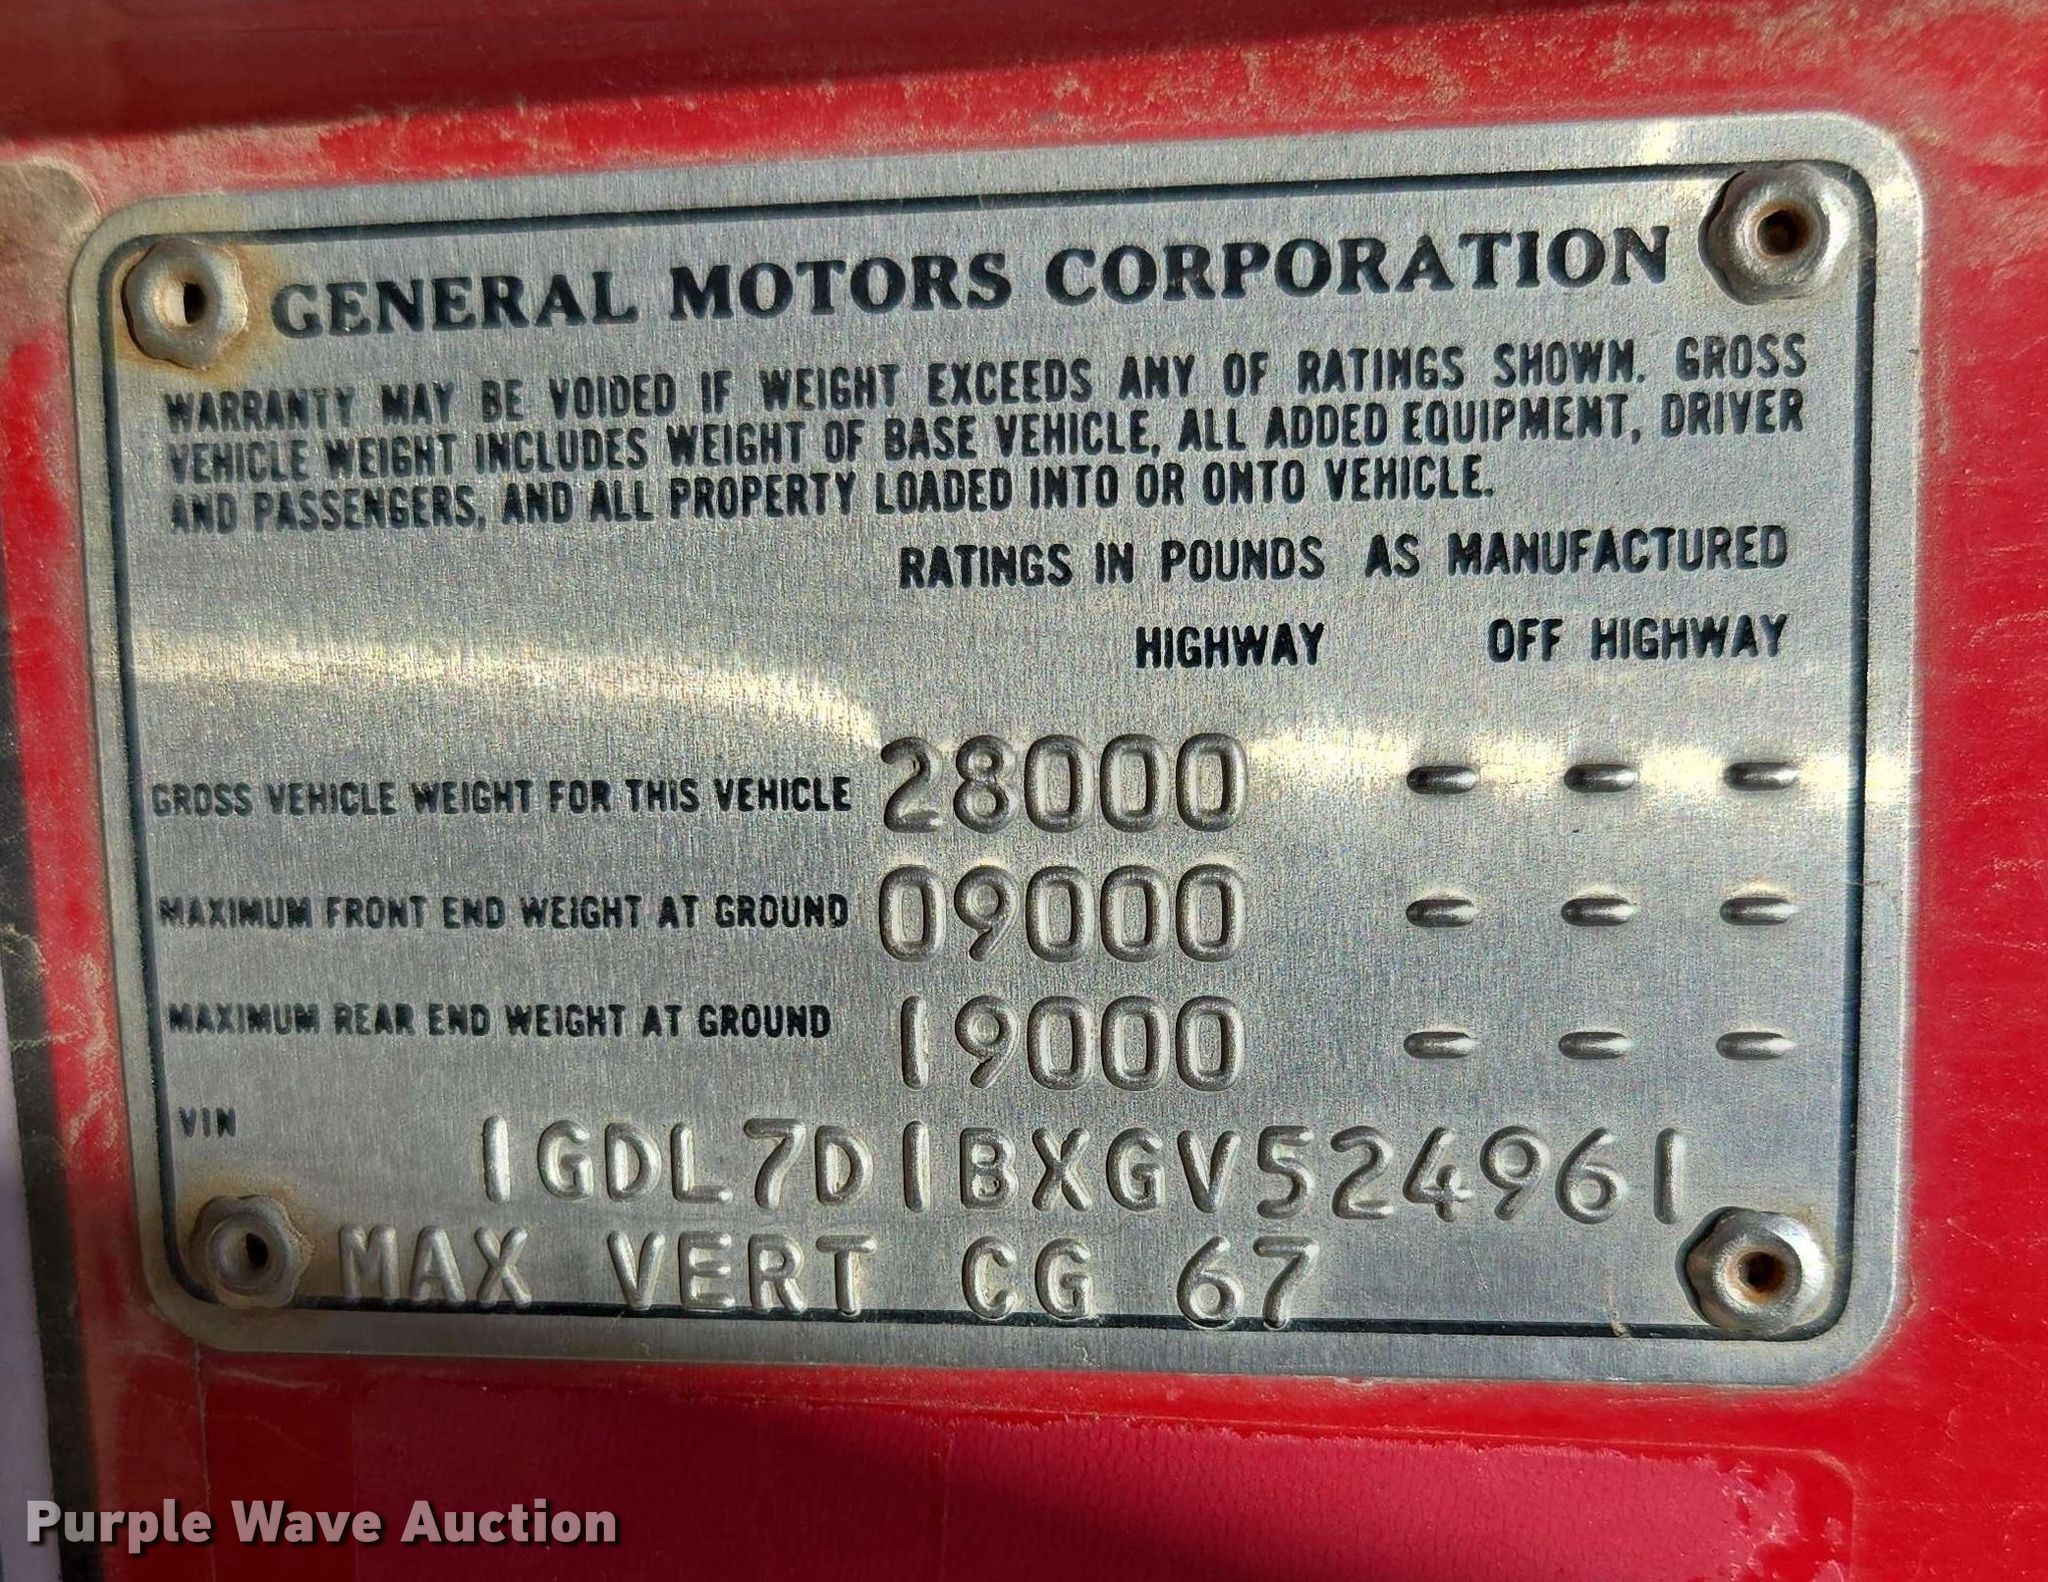 GENERAL MOTORS CORPORATION
WARRANTY MAY BE VOIDED IF WEIGHT EXCEEDS ANY OF RATINGS SHOWN. GROSS
VEHICLE WEIGHT INCLUDES WEIGHT OF BASE VEHICLE, ALL ADDED EQUIPMENT, DRIVER
AND PASSENGERS, AND ALL PROPERTY LOADED INTO OR ONTO VEHICLE.
RATINGS IN POUNDS AS MANUFACTURED
HIGHWAY OFF HIGHWAY
GROSS VEHICLE WEIGHT FOR THIS VEHICLE 28000 - - -
MAXIMUM FRONT END WEIGHT AT GROUND 09000 - - -
MAXIMUM REAR END WEIGHT AT GROUND 19000 - - -
VIN 1GDL7D1BXGV524961
MAX VERT CG 67
Purple Wave Auction